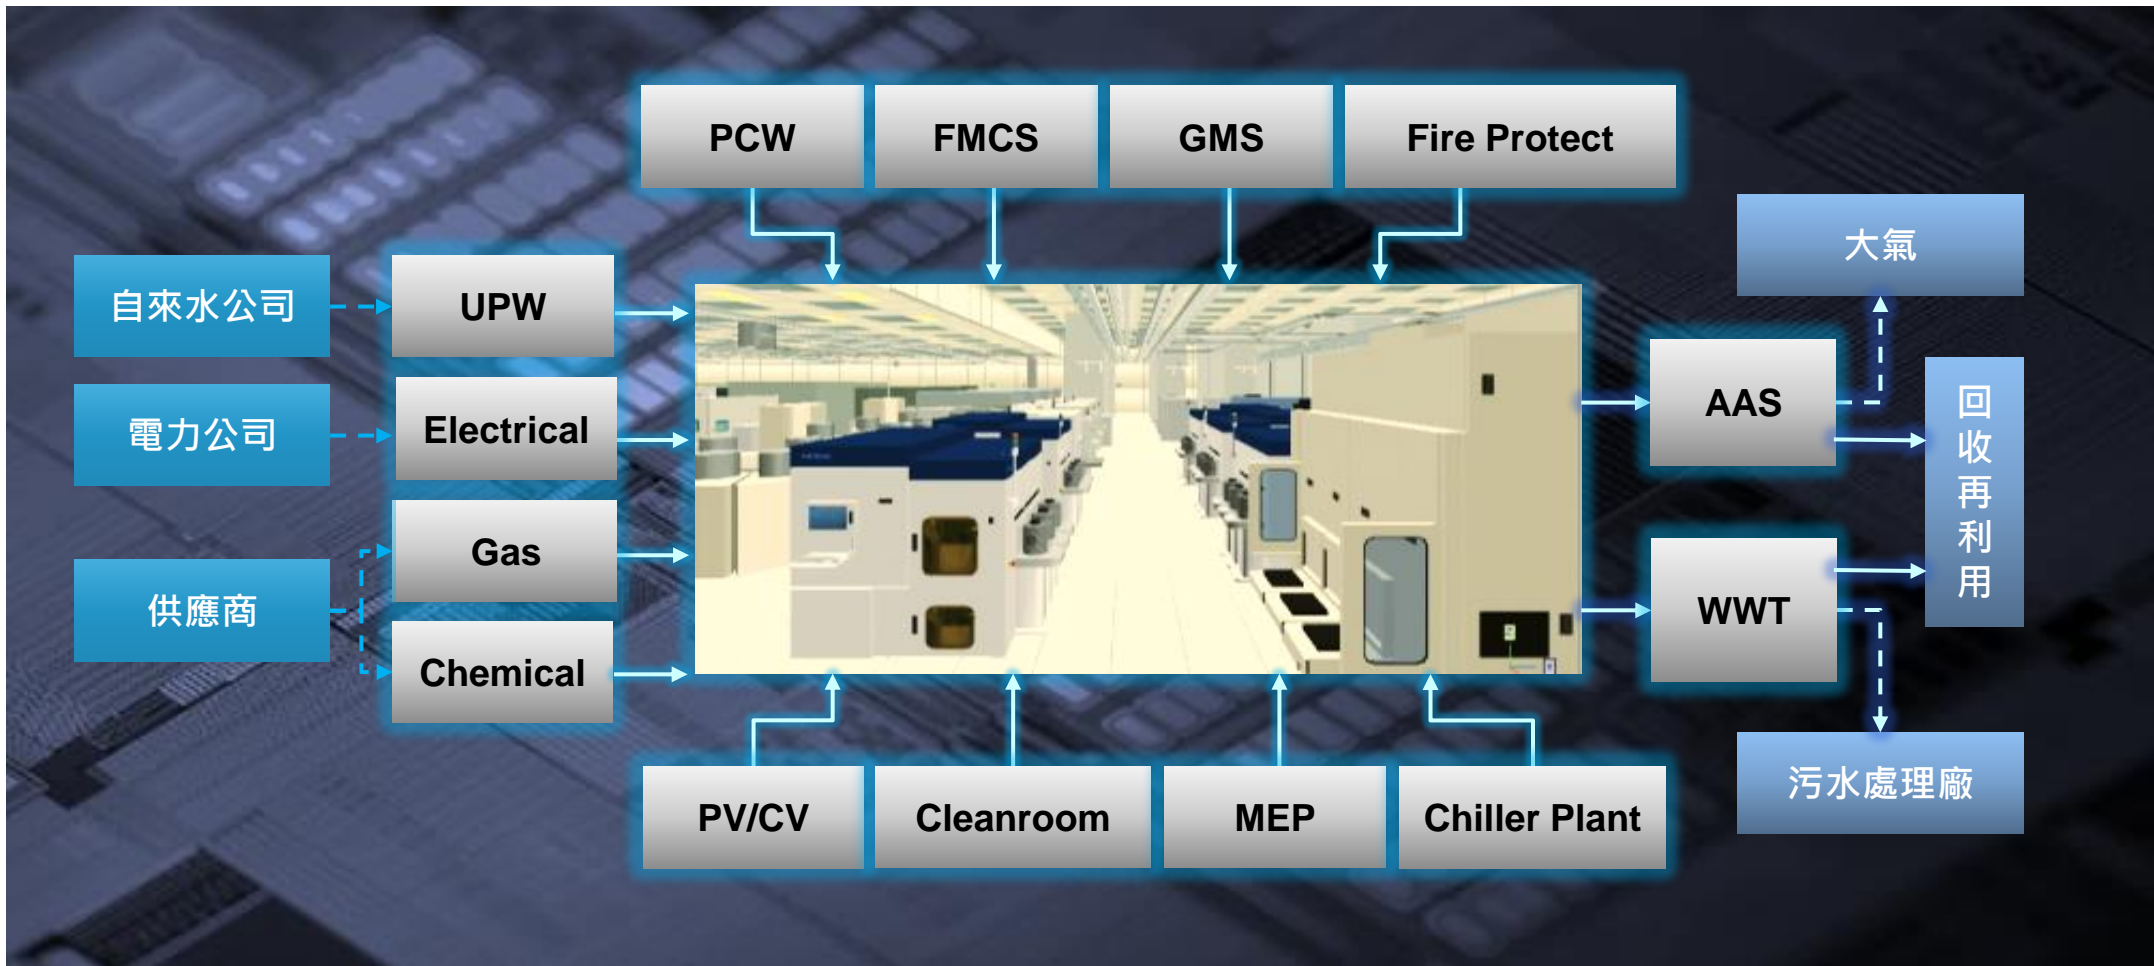 PCW
FMCS
GMS
Fire Protect
自來水公司
UPW
大氣
電力公司
Electrical
AAS
回收再利用
供應商
Gas
Chemical
WWT
污水處理廠
PV/CV
Cleanroom
MEP
Chiller Plant